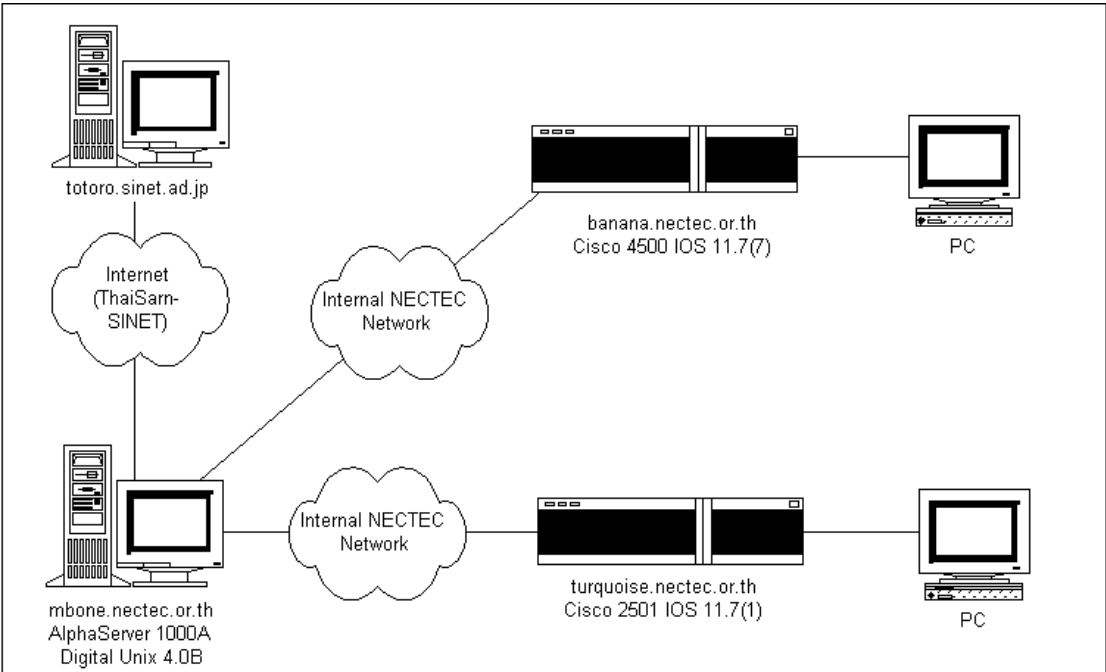 totoro.sinet.ad.jp
Internet
(ThaiSarn-
SINET)
banana.nectec.or.th
Cisco 4500 IOS 11.7(7)
PC
Internal NECTEC
Network
mbone.nectec.or.th
AlphaServer 1000A
Digital Unix 4.0B
Internal NECTEC
Network
turquoise.nectec.or.th
Cisco 2501 IOS 11.7(1)
PC